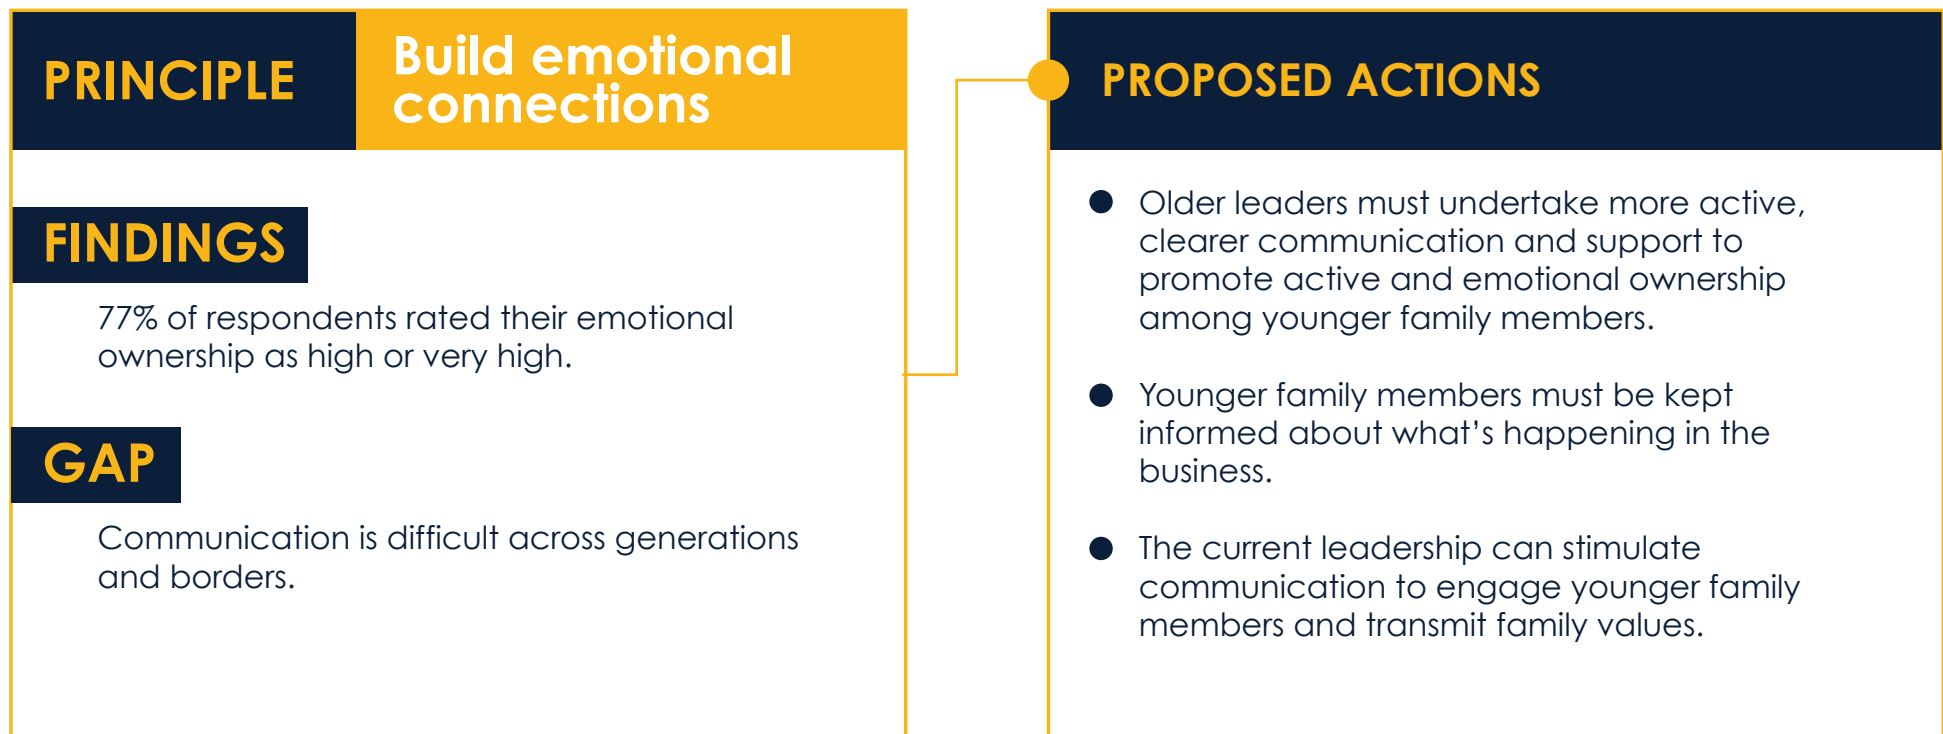 PRINCIPLE
Build emotional
connections
FINDINGS
77% of respondents rated their emotional
ownership as high or very high.
GAP
Communication is difficult across generations
and borders.
PROPOSED ACTIONS
● Older leaders must undertake more active,
clearer communication and support to
promote active and emotional ownership
among younger family members.
● Younger family members must be kept
informed about what’s happening in the
business.
● The current leadership can stimulate
communication to engage younger family
members and transmit family values.